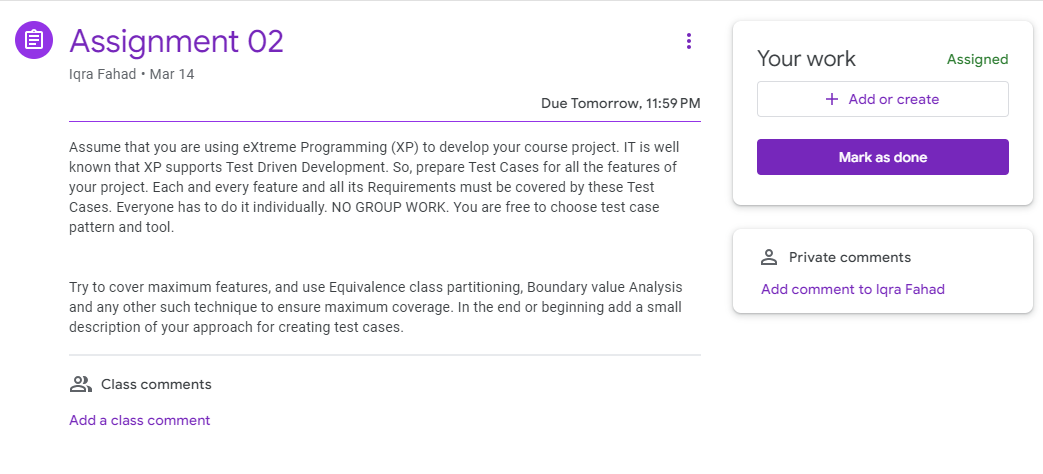 Assignment 02
Iqra Fahad • Mar 14
Due Tomorrow, 11:59 PM
Assume that you are using eXtreme Programming (XP) to develop your course project. IT is well
known that XP supports Test Driven Development. So, prepare Test Cases for all the features of
your project. Each and every feature and all its Requirements must be covered by these Test
Cases. Everyone has to do it individually. NO GROUP WORK. You are free to choose test case
pattern and tool.
Try to cover maximum features, and use Equivalence class partitioning, Boundary value Analysis
and any other such technique to ensure maximum coverage. In the end or beginning add a small
description of your approach for creating test cases.
Class comments
Add a class comment
Your work
Assigned
+ Add or create
Mark as done
Private comments
Add comment to Iqra Fahad